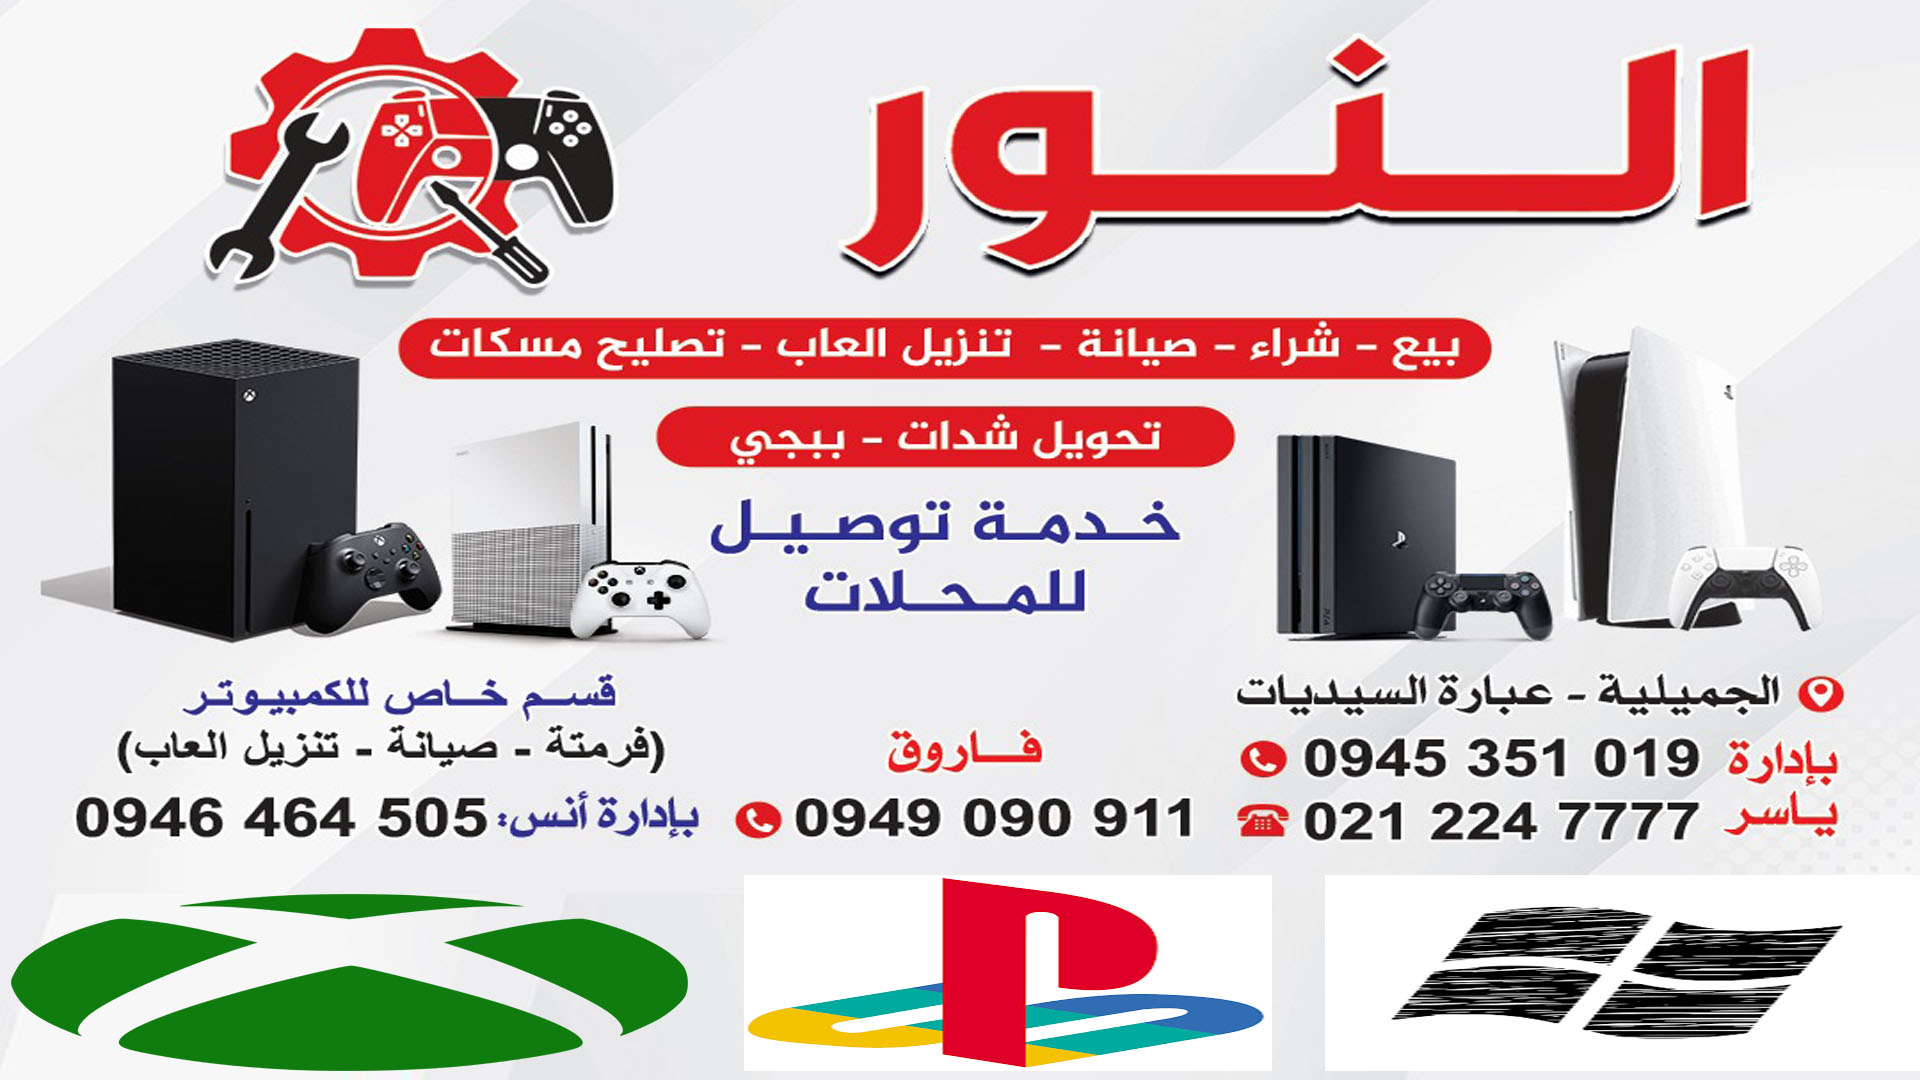 النور
بيع - شراء - صيانة - تنزيل العاب - تصليح مسكات
تحويل شدات - ببجي
خدمة توصيل
للمحلات
الجميلية - عبارة السيديات
بإدارة ياسر
0945 351 019
021 224 7777
فاروق
0949 090 911
قسم خاص للكمبيوتر
(فرمتة - صيانة - تنزيل العاب)
بإدارة أنس: 0946 464 505